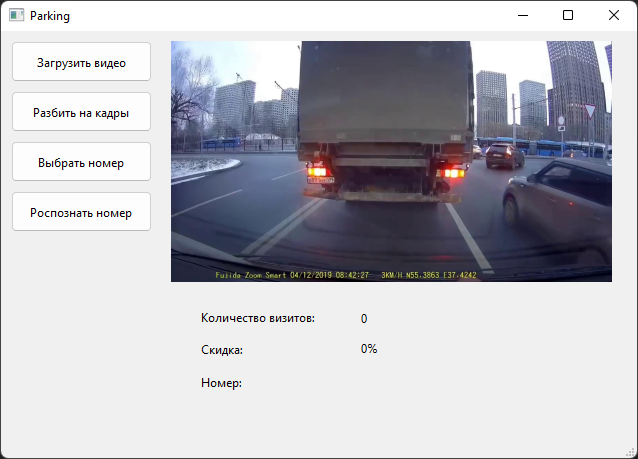 Parking
Загрузить видео
Разбить на кадры
Выбрать номер
Роспознать номер
Fujida Zoom Smart 04/12/2019 08:42:27 3KM/H N55.3863 E37.4242
Количество визитов: 0
Скидка: 0%
Номер: